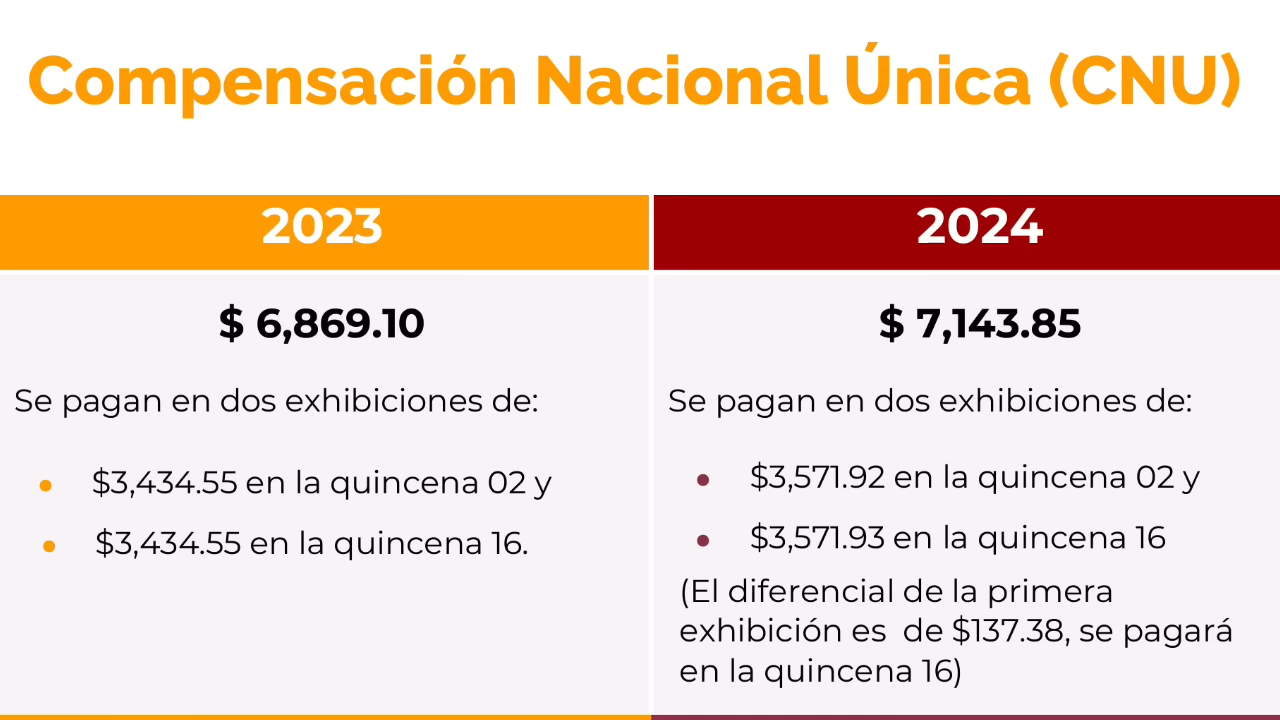 Compensación Nacional Única (CNU)
2023
$ 6,869.10
Se pagan en dos exhibiciones de:
• $3,434.55 en la quincena 02 y
• $3,434.55 en la quincena 16.
2024
$ 7,143.85
Se pagan en dos exhibiciones de:
• $3,571.92 en la quincena 02 y
• $3,571.93 en la quincena 16
(El diferencial de la primera
exhibición es de $137.38, se pagará
en la quincena 16)